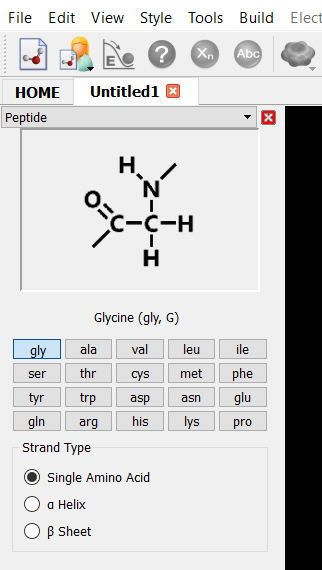 File Edit View Style Tools Build Elect
? Xn Abc
HOME Untitled1
Peptide
H
N
O
C C H
H
Glycine (gly, G)
gly ala val leu ile
ser thr cys met phe
tyr trp asp asn glu
gln arg his lys pro
Strand Type
Single Amino Acid
α Helix
β Sheet